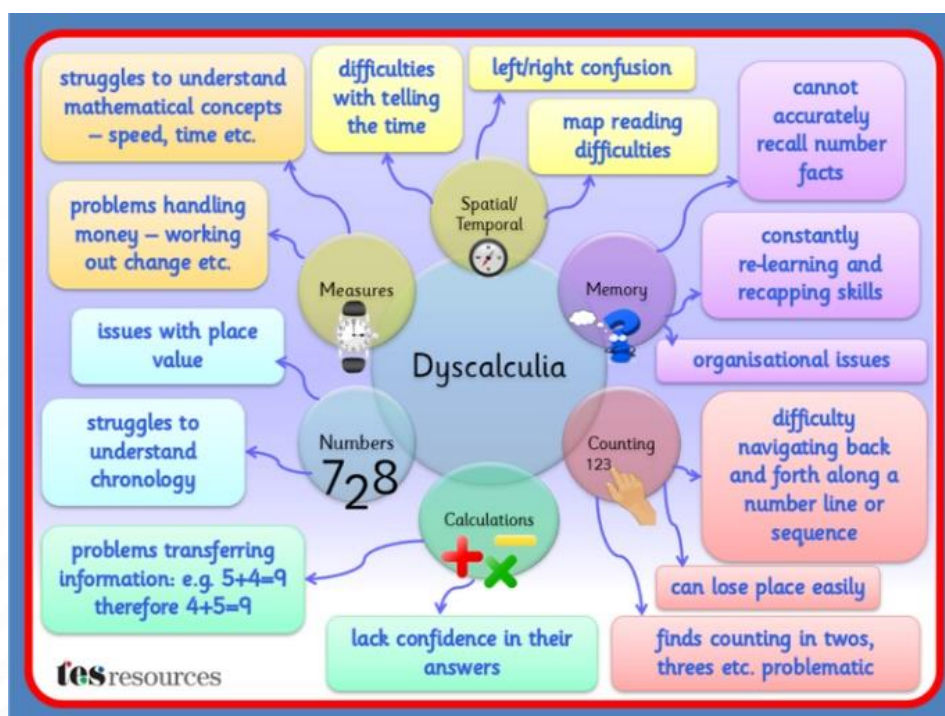 struggles to understand
mathematical concepts
– speed, time etc.
difficulties
with telling
the time
left/right confusion
map reading
difficulties
cannot
accurately
recall number
facts
problems handling
money – working
out change etc.
Spatial/
Temporal
constantly
re-learning and
recapping skills
Measures
Memory
issues with place
value
Dyscalculia
organisational issues
struggles to
understand
chronology
Numbers
728
Counting
123
difficulty
navigating back
and forth along a
number line or
sequence
Calculations
problems transferring
information: e.g. 5+4=9
therefore 4+5=9
can lose place easily
lack confidence in their
answers
finds counting in twos,
threes etc. problematic
tes resources